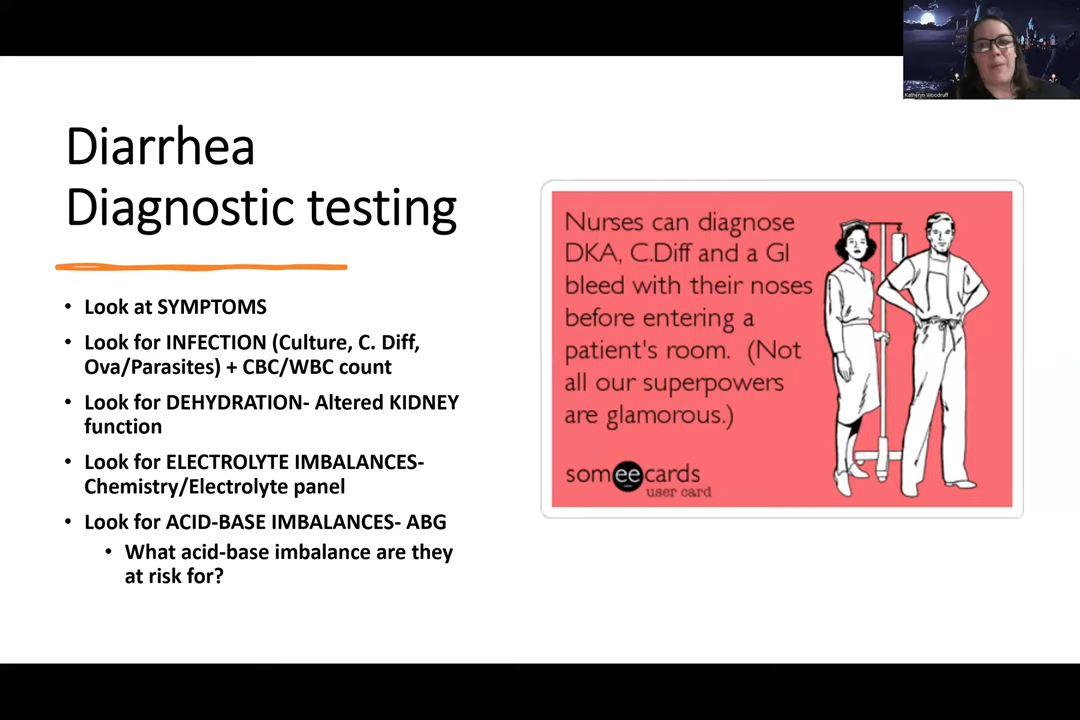 Katheryn Woodruff
Diarrhea
Diagnostic testing
• Look at SYMPTOMS
• Look for INFECTION (Culture, C. Diff,
Ova/Parasites) + CBC/WBC count
• Look for DEHYDRATION- Altered KIDNEY
function
• Look for ELECTROLYTE IMBALANCES-
Chemistry/Electrolyte panel
• Look for ACID-BASE IMBALANCES- ABG
• What acid-base imbalance are they
at risk for?
Nurses can diagnose
DKA, C.Diff and a GI
bleed with their noses
before entering a
patient's room. (Not
all our superpowers
are glamorous.)
someecards
user card